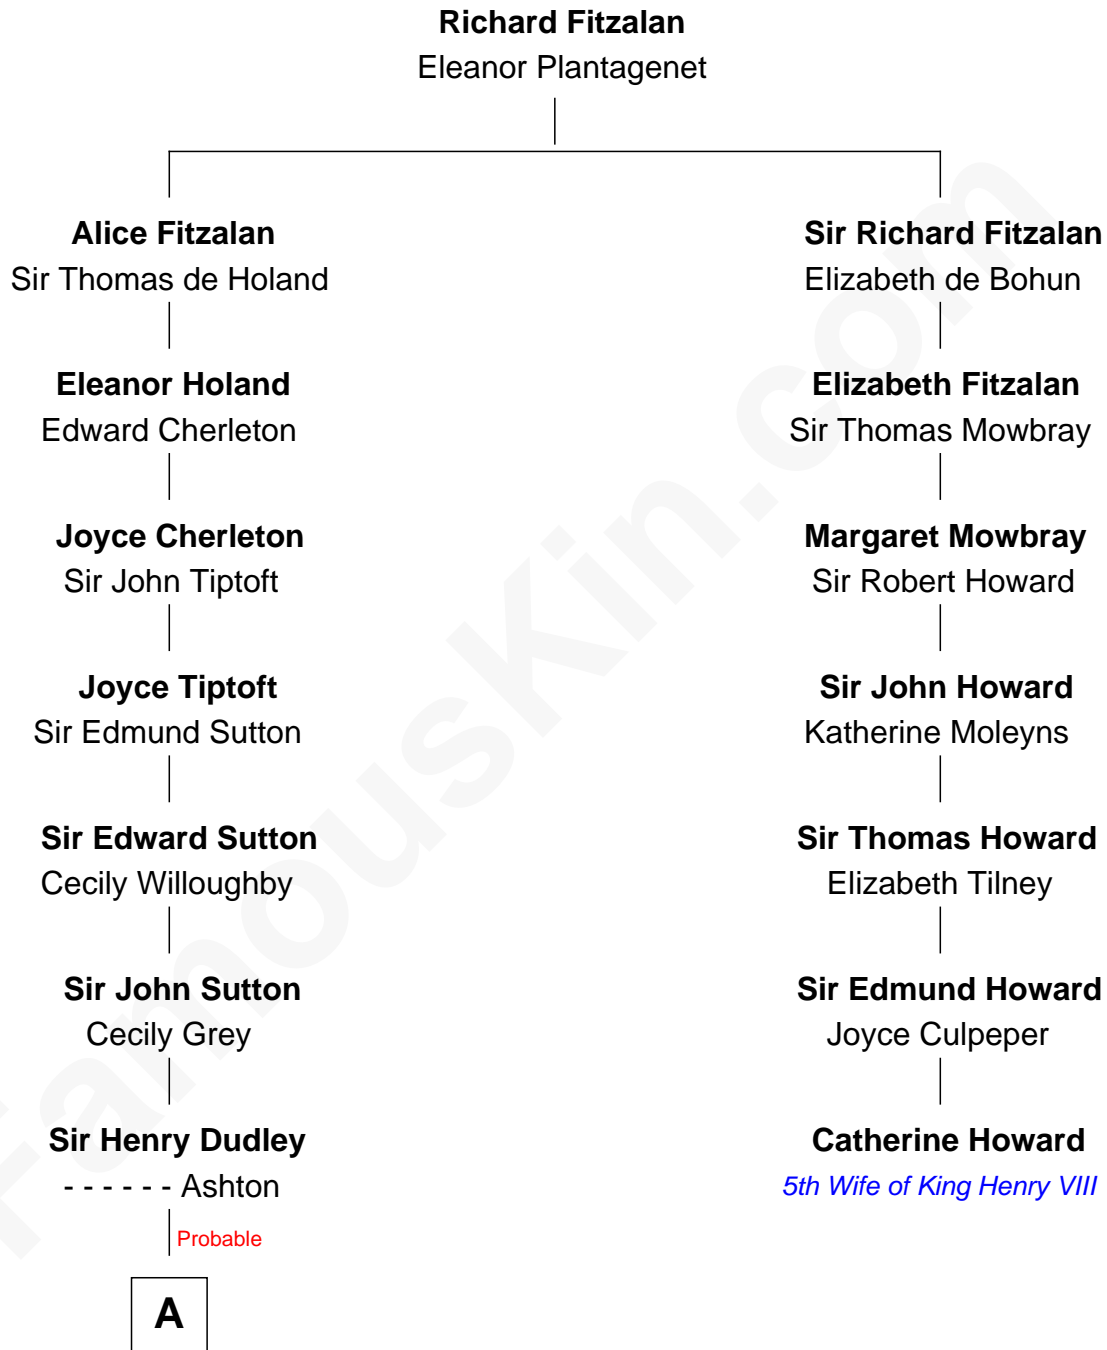 Richard Fitzalan
Eleanor Plantagenet
Alice Fitzalan
Sir Thomas de Holand
Sir Richard Fitzalan
Elizabeth de Bohun
Eleanor Holand
Edward Cherleton
Elizabeth Fitzalan
Sir Thomas Mowbray
Joyce Cherleton
Sir John Tiptoft
Margaret Mowbray
Sir Robert Howard
Joyce Tiptoft
Sir Edmund Sutton
Sir John Howard
Katherine Moleyns
Sir Edward Sutton
Cecily Willoughby
Sir Thomas Howard
Elizabeth Tilney
Sir John Sutton
Cecily Grey
Sir Edmund Howard
Joyce Culpeper
Sir Henry Dudley
- - - - - - Ashton
Catherine Howard
5th Wife of King Henry VIII
Probable
A
FamousKin.com